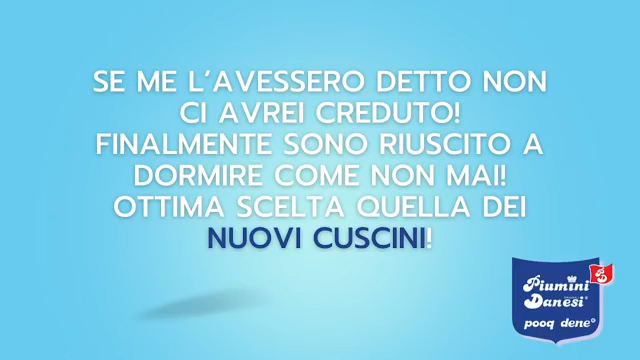 SE ME L'AVESSERO DETTO NON
CI AVREI CREDUTO!
FINALMENTE SONO RIUSCITO A
DORMIRE COME NON MAI!
OTTIMA SCELTA QUELLA DEI
NUOVI CUSCINI!
Piumini
Danesi
pooq dene